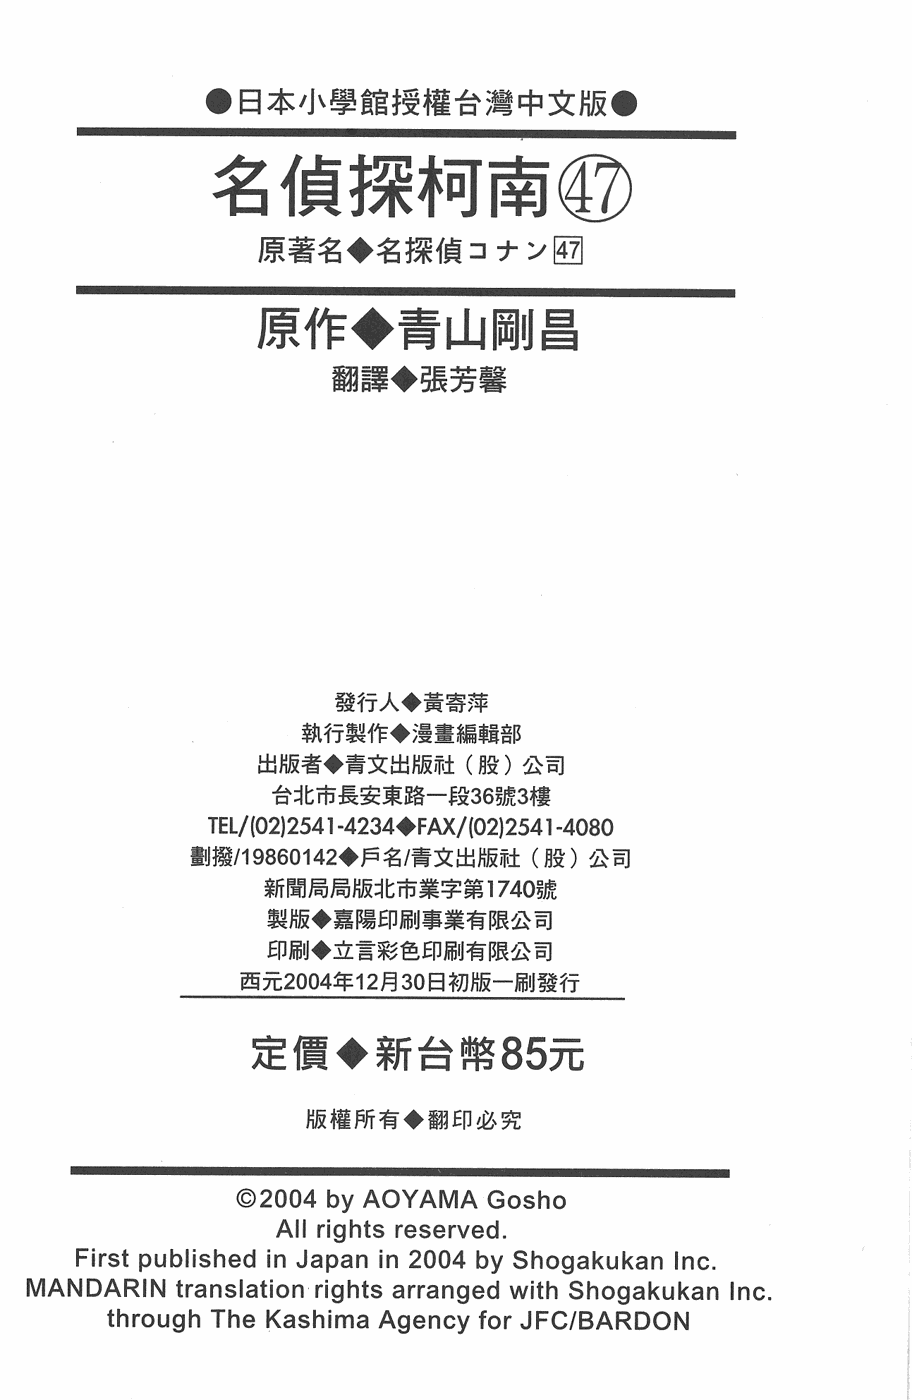 ●日本小學館授權台灣中文版●
名偵探柯南㊼
原著名◆名探偵コナン47
原作◆青山剛昌
翻譯◆張芳馨
發行人◆黃寄萍
執行製作◆漫畫編輯部
出版者◆青文出版社（股）公司
台北市長安東路一段36號3樓
TEL/(02)2541-4234◆FAX/(02)2541-4080
劃撥/19860142◆戶名/青文出版社（股）公司
新聞局局版北市業字第1740號
製版◆嘉陽印刷事業有限公司
印刷◆立言彩色印刷有限公司
西元2004年12月30日初版一刷發行
定價◆新台幣85元
版權所有◆翻印必究
©2004 by AOYAMA Gosho
All rights reserved.
First published in Japan in 2004 by Shogakukan Inc.
MANDARIN translation rights arranged with Shogakukan Inc.
through The Kashima Agency for JFC/BARDON